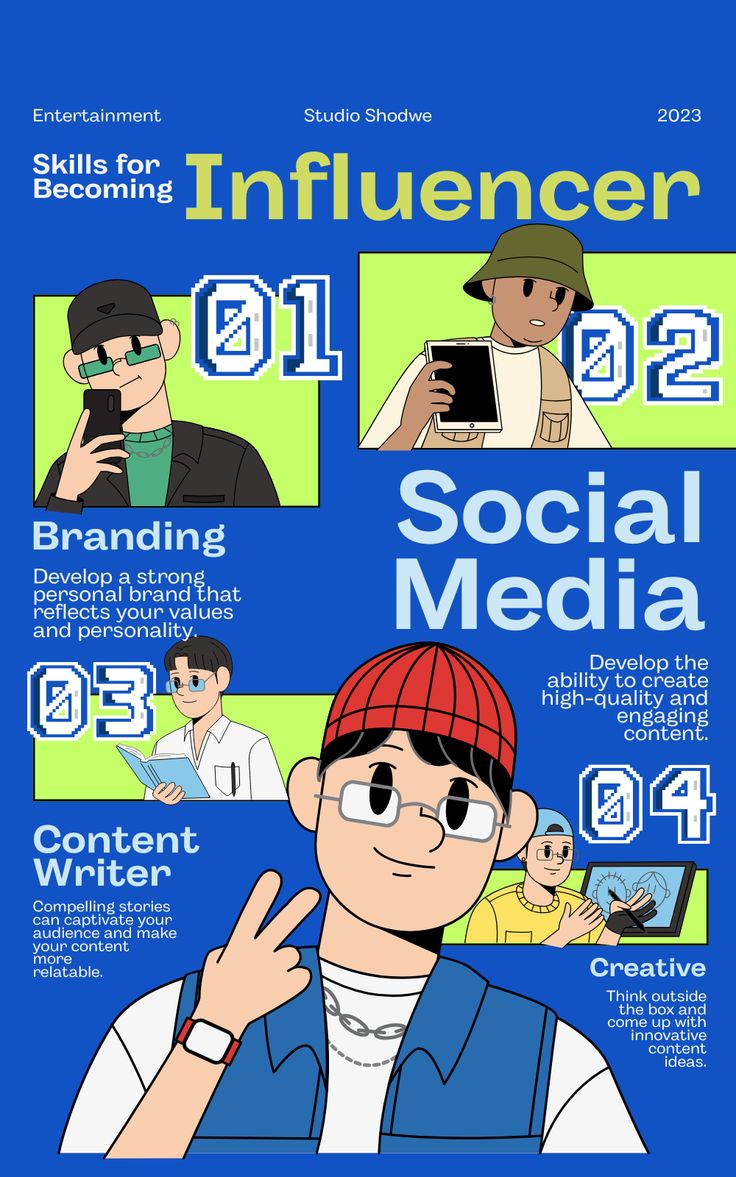 Entertainment
Studio Shodwe
2023
Skills for
Becoming
Influencer
01
02
Branding
Develop a strong
personal brand that
reflects your values
and personality.
Social
Media
Develop the
ability to create
high-quality and
engaging
content.
03
Content
Writer
Compelling stories
can captivate your
audience and make
your content
more
relatable.
04
Creative
Think outside
the box and
come up with
innovative
content
ideas.